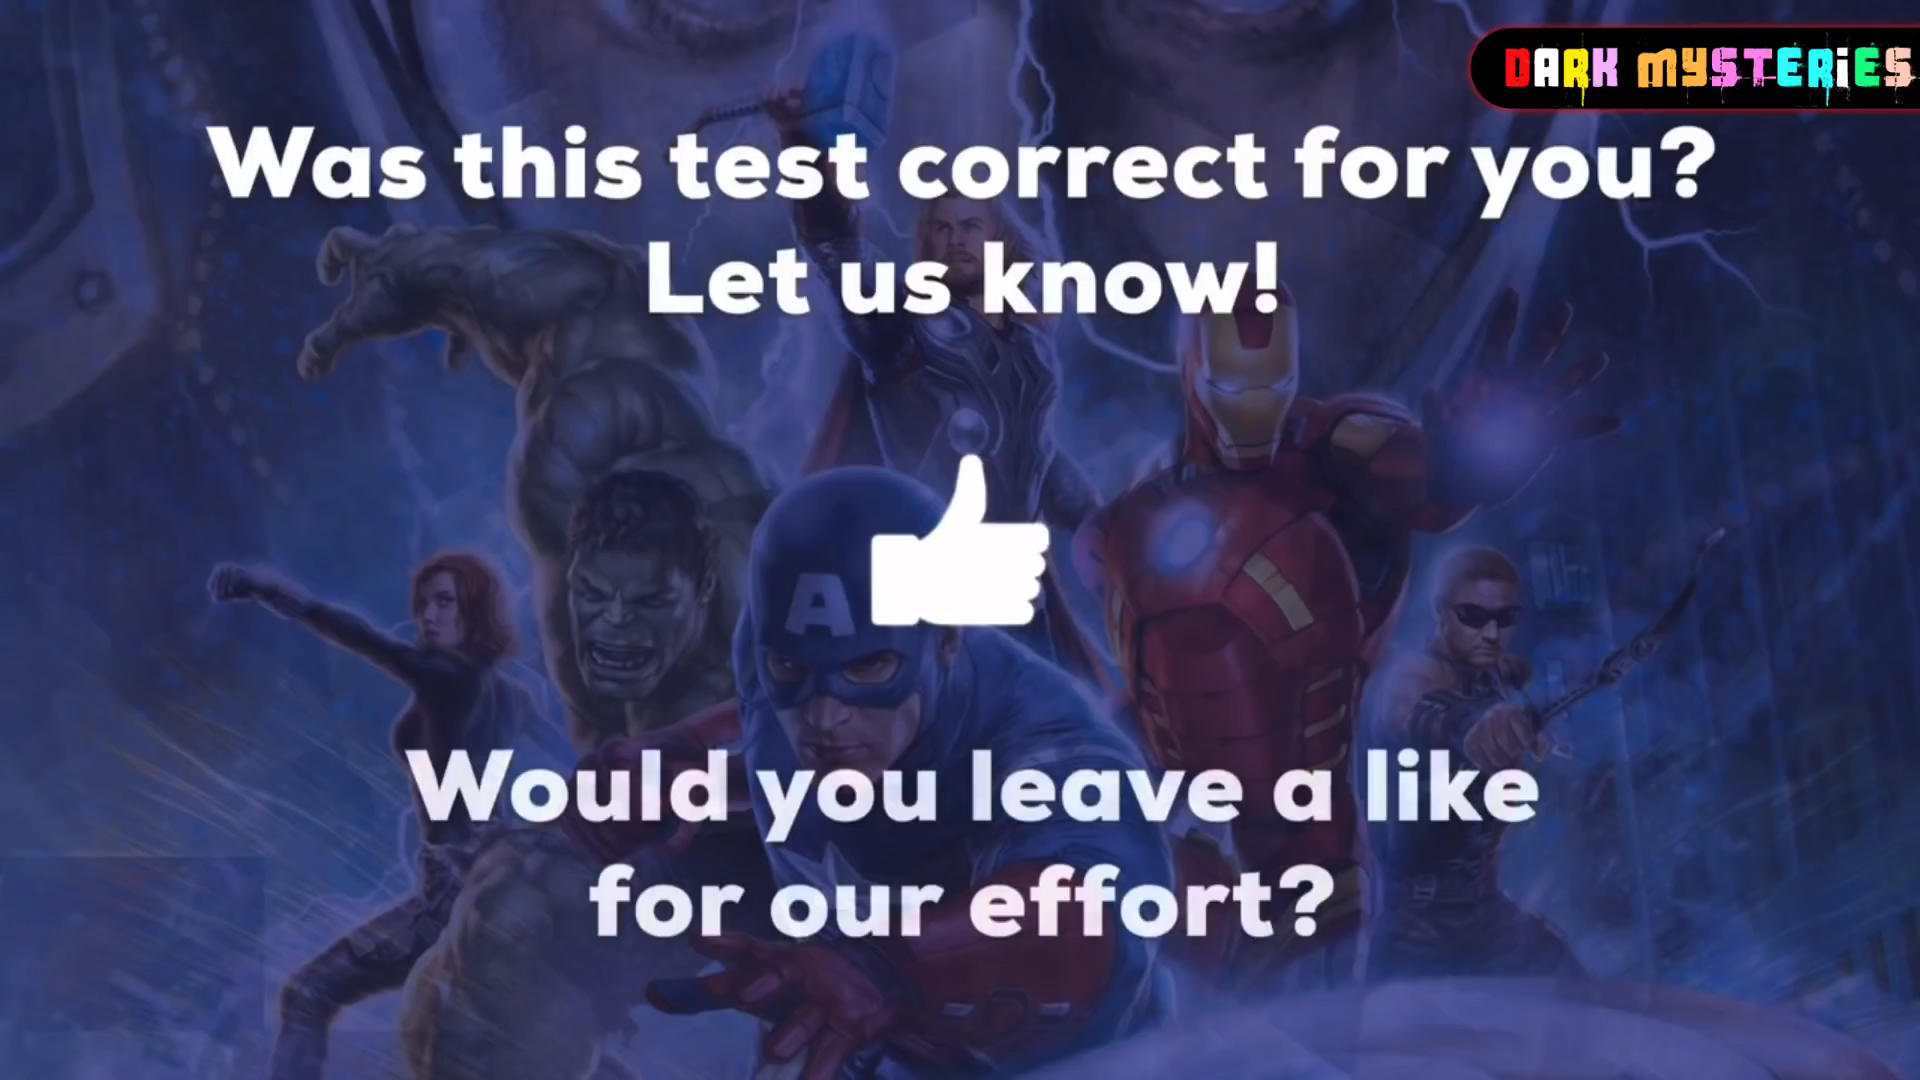 DARK MYSTERiES
Was this test correct for you?
Let us know!
A
Would you leave a like
for our effort?